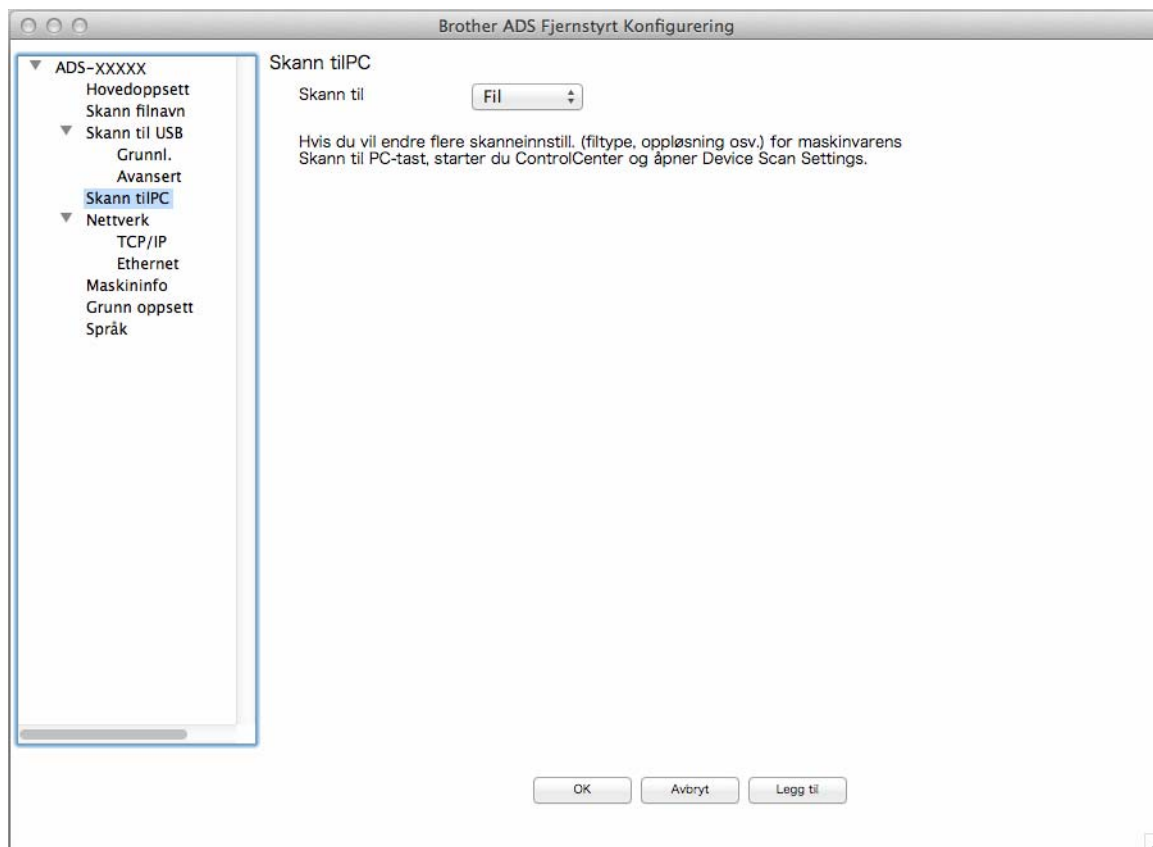 Brother ADS Fjernstyrt Konfigurering
ADS-XXXXX
Hovedoppsett
Skann filnavn
Skann til USB
Grunnl.
Avansert
Skann tilPC
Nettverk
TCP/IP
Ethernet
Maskininfo
Grunn oppsett
Språk
Skann tilPC
Skann til
Fil
Hvis du vil endre flere skanneinnstill. (filtype, oppløsning osv.) for maskinvarens
Skann til PC-tast, starter du ControlCenter og åpner Device Scan Settings.
OK
Avbryt
Legg til